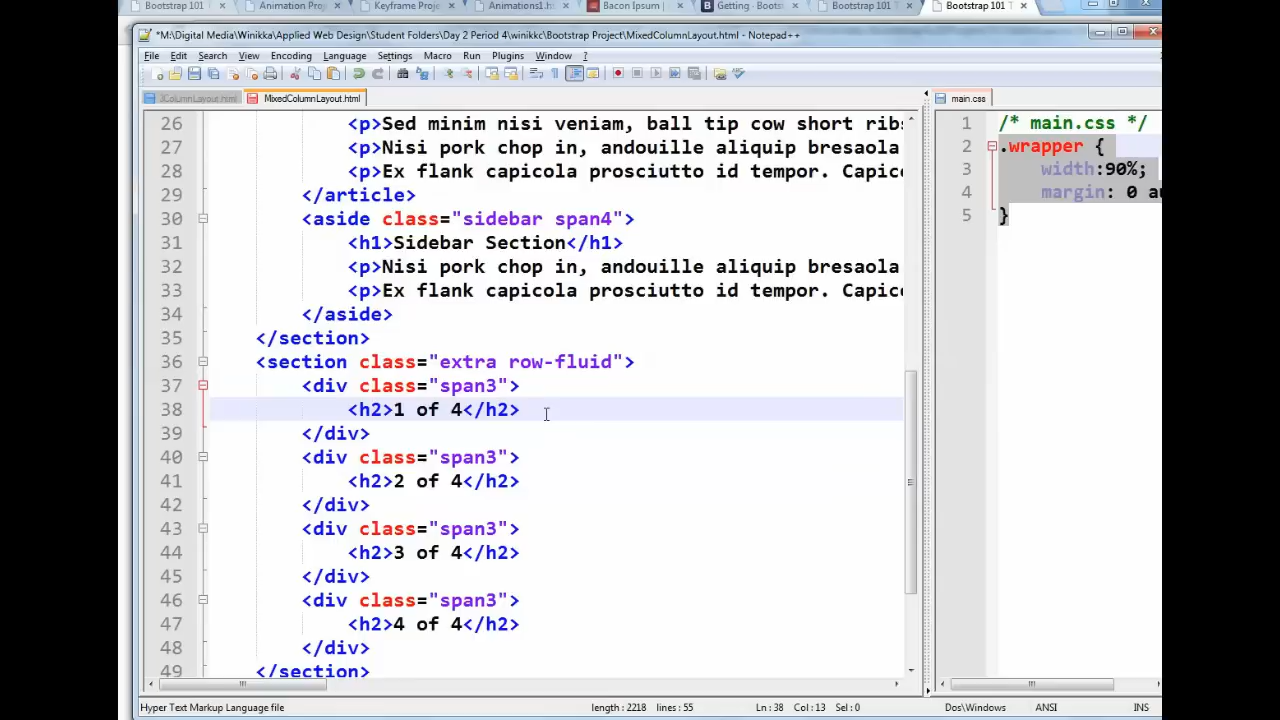 Bootstrap 101
Animation Proj
Keyframe Proje
Animations1.h
Bacon Ipsum |
Getting · Boots
Bootstrap 101 T
Bootstrap 101 T
*M:\Digital Media\Winikka\Applied Web Design\Student Folders\Day 2 Period 4\winikkc\Bootstrap Project\MixedColumnLayout.html - Notepad++
File Edit Search View Encoding Language Settings Macro Run Plugins Window ?
MixedColumnLayout.html
26 <p>Sed minim nisi veniam, ball tip cow short ribs
27 <p>Nisi pork chop in, andouille aliquip bresaola
28 <p>Ex flank capicola prosciutto id tempor. Capico
29 </article>
30 <aside class="sidebar span4">
31 <h1>Sidebar Section</h1>
32 <p>Nisi pork chop in, andouille aliquip bresaola
33 <p>Ex flank capicola prosciutto id tempor. Capico
34 </aside>
35 </section>
36 <section class="extra row-fluid">
37 <div class="span3">
38 <h2>1 of 4</h2>
39 </div>
40 <div class="span3">
41 <h2>2 of 4</h2>
42 </div>
43 <div class="span3">
44 <h2>3 of 4</h2>
45 </div>
46 <div class="span3">
47 <h2>4 of 4</h2>
48 </div>
49 </section>
main.css
1 /* main.css */
2 .wrapper {
3 width:90%;
4 margin: 0 au
5 }
Hyper Text Markup Language file length : 2218 lines : 55 Ln : 38 Col : 13 Sel : 0 Dos\Windows ANSI INS